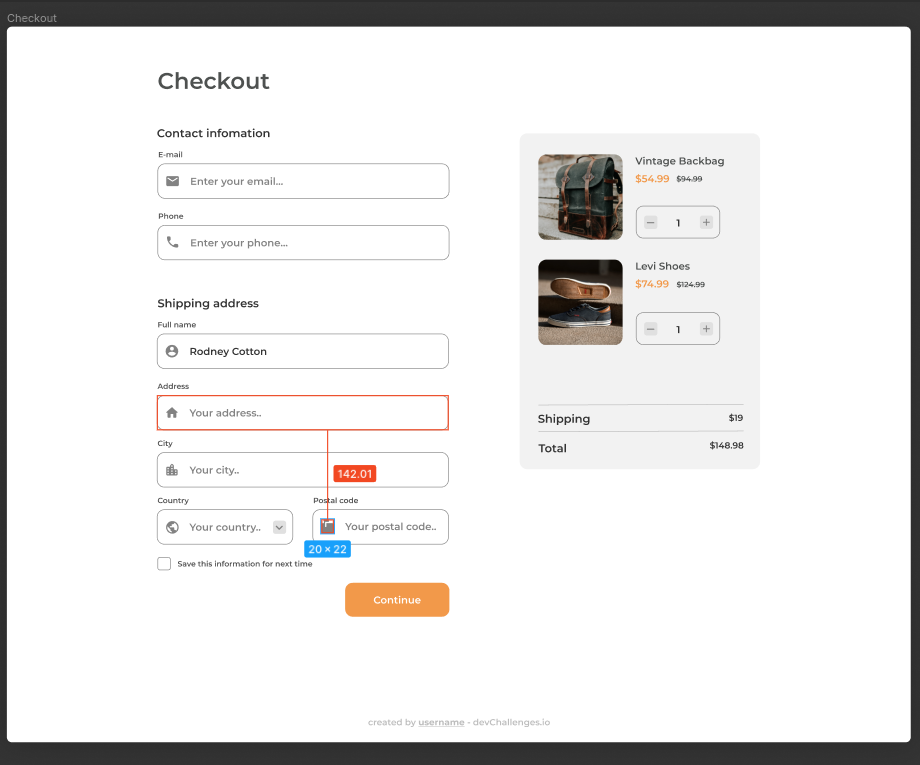 Checkout
Checkout
Contact infomation
E-mail
Enter your email...
Phone
Enter your phone...
Shipping address
Full name
Rodney Cotton
Address
Your address..
City
Your city..
142.01
Country
Postal code
Your country..
Your postal code..
20 × 22
Save this information for next time
Continue
Vintage Backbag
$54.99 $94.99
1
Levi Shoes
$74.99 $124.99
1
Shipping $19
Total $148.98
created by username - devChallenges.io